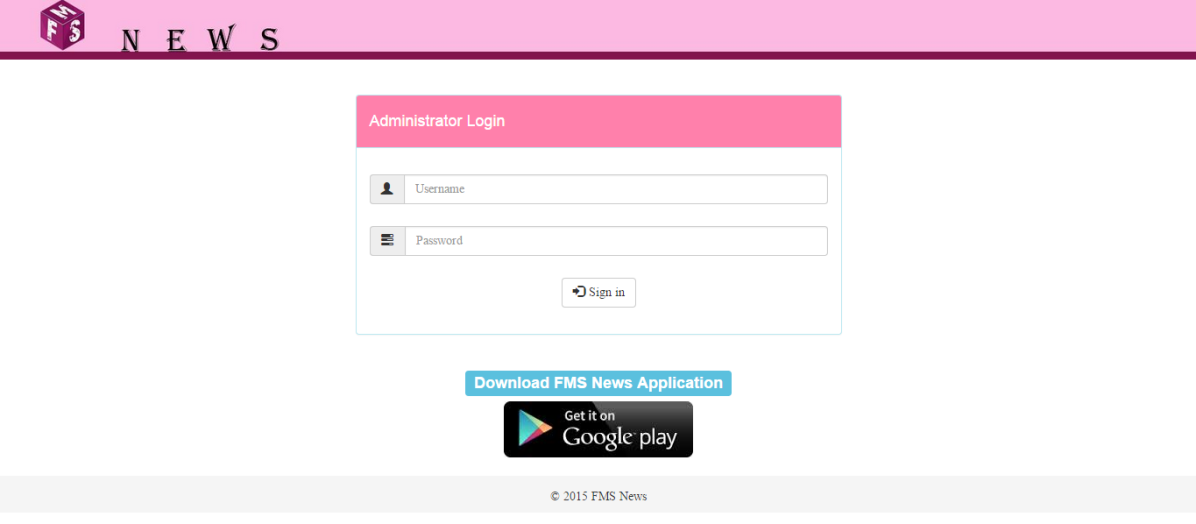 FMS
N E W S
Administrator Login
Username
Password
Sign in
Download FMS News Application
Get it on
Google play
© 2015 FMS News